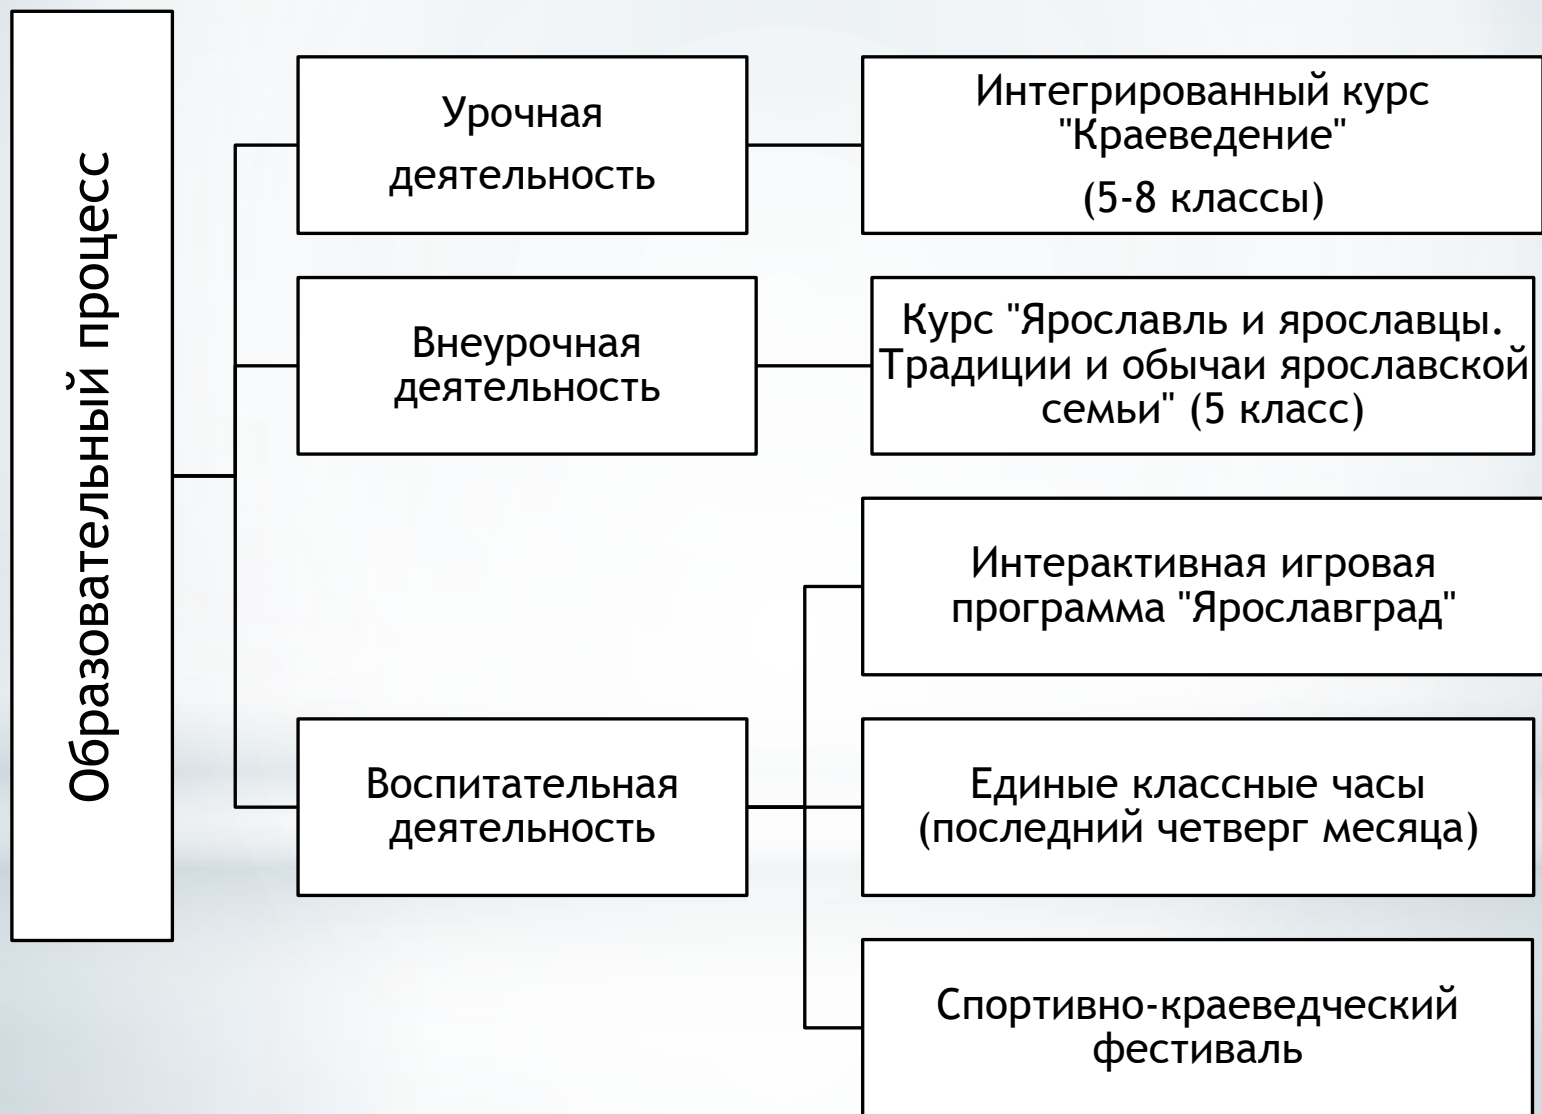 Образовательный процесс
Урочная
деятельность
Интегрированный курс
"Краеведение"
(5-8 классы)
Внеурочная
деятельность
Курс "Ярославль и ярославцы.
Традиции и обычаи ярославской
семьи" (5 класс)
Воспитательная
деятельность
Интерактивная игровая
программа "Ярославград"
Единые классные часы
(последний четверг месяца)
Спортивно-краеведческий
фестиваль